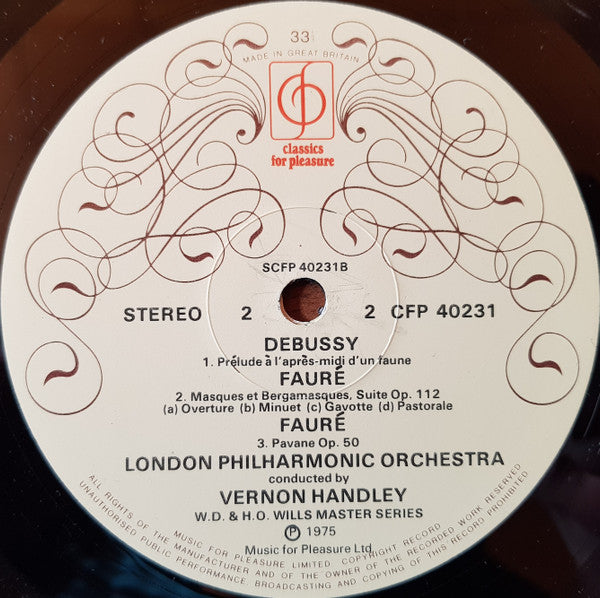 33⅓
MADE IN GREAT BRITAIN
classics
for pleasure
SCFP 40231B
STEREO 2 2 CFP 40231
DEBUSSY
1. Prélude à l'après-midi d'un faune
FAURÉ
2. Masques et Bergamasques, Suite Op. 112
(a) Overture (b) Minuet (c) Gavotte (d) Pastorale
FAURÉ
3. Pavane Op. 50
LONDON PHILHARMONIC ORCHESTRA
conducted by
VERNON HANDLEY
W.D. & H.O. WILLS MASTER SERIES
℗ 1975
Music for Pleasure Ltd.
MUSIC FOR PLEASURE LIMITED. COPYRIGHT RECORD
ALL RIGHTS OF THE MANUFACTURER AND OF THE OWNER OF THE RECORDED WORK RESERVED
UNAUTHORISED PUBLIC PERFORMANCE, BROADCASTING AND COPYING OF THIS RECORD PROHIBITED